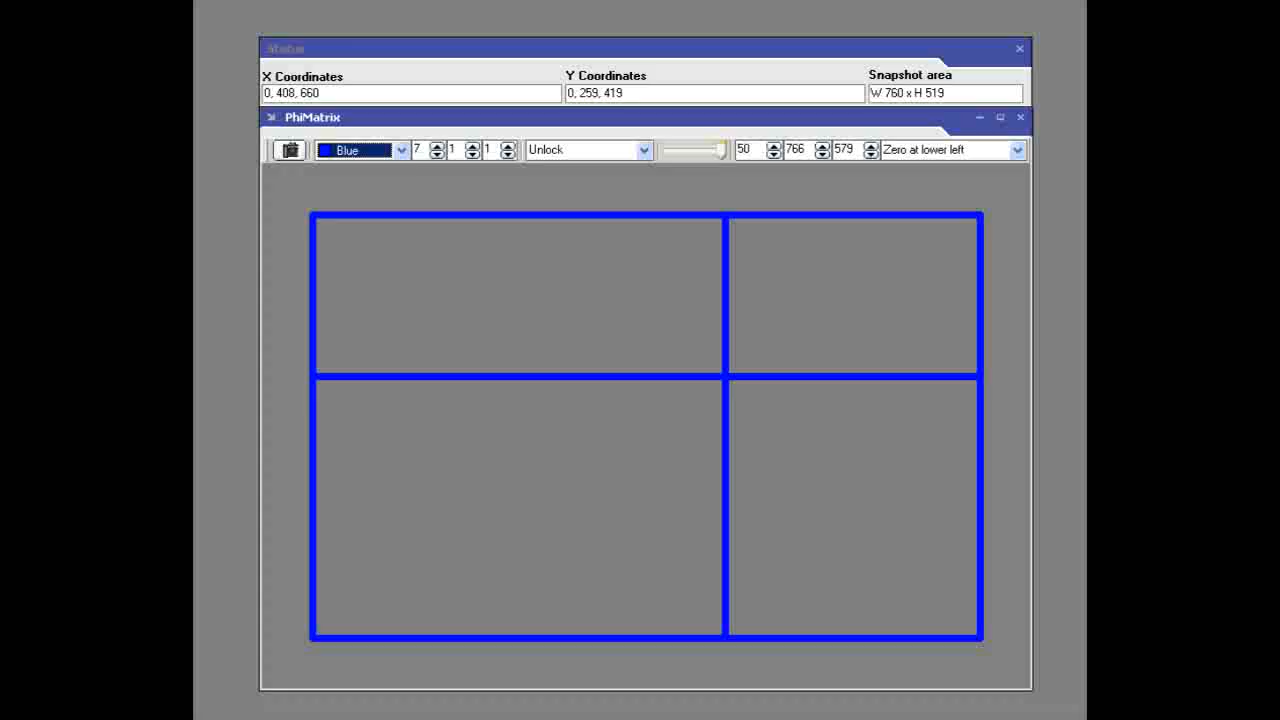 Status
X Coordinates Y Coordinates Snapshot area
0, 408, 660 0, 259, 419 W 760 x H 519
PhiMatrix
Blue 7 1 1 Unlock 50 766 579 Zero at lower left